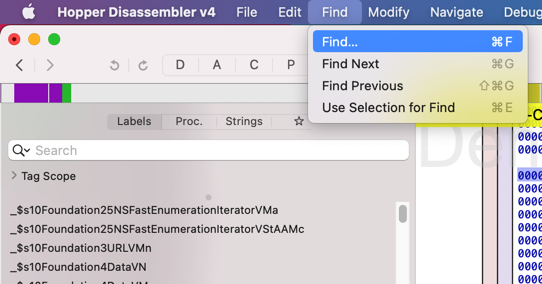 Hopper Disassembler v4 File Edit Find Modify Navigate Debug
Find... ⌘F
Find Next ⌘G
Find Previous ⇧⌘G
Use Selection for Find ⌘E
D A C P
Labels Proc. Strings ☆
Search
Tag Scope
_$s10Foundation25NSFastEnumerationIteratorVMa
_$s10Foundation25NSFastEnumerationIteratorVStAAMc
_$s10Foundation3URLVMn
_$s10Foundation4DataVN
0000
0000
0000
0000
0000
0000
0000
0000
0000
0000
0000